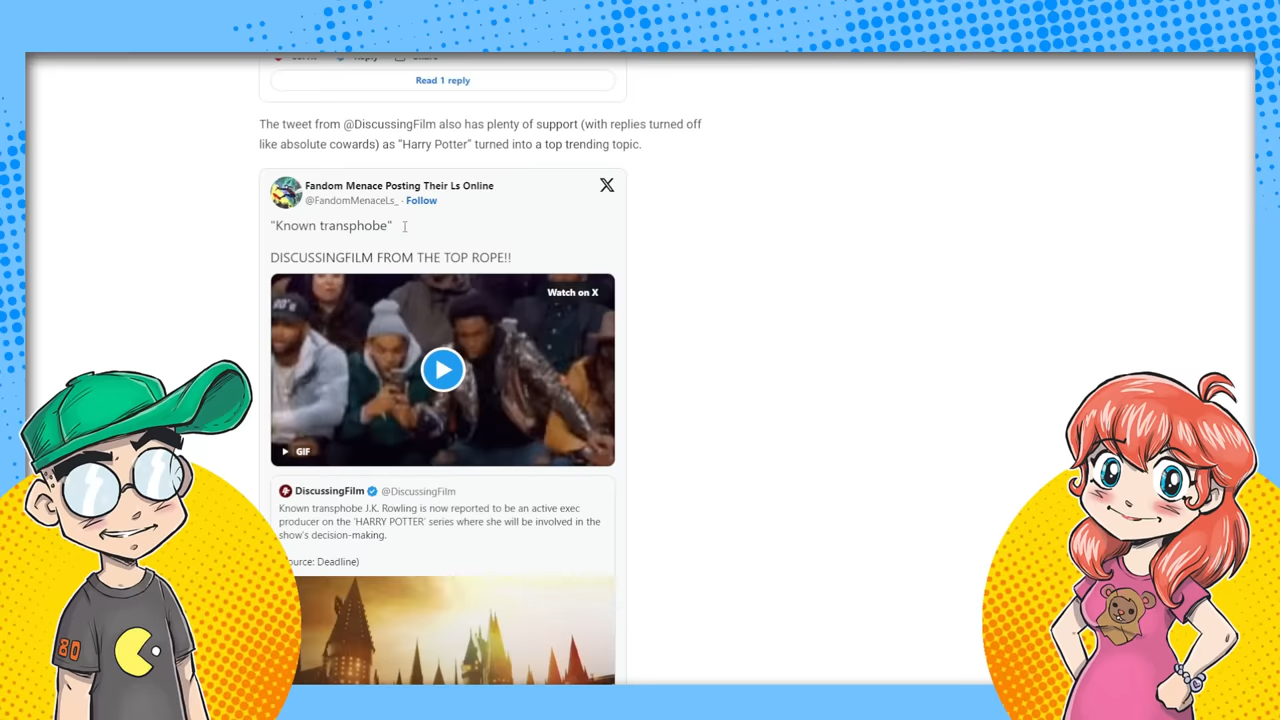 Read 1 reply
The tweet from @DiscussingFilm also has plenty of support (with replies turned off
like absolute cowards) as “Harry Potter” turned into a top trending topic.
Fandom Menace Posting Their Ls Online
@FandomMenaceLs_ · Follow
"Known transphobe"
DISCUSSINGFILM FROM THE TOP ROPE!!
Watch on X
GIF
DiscussingFilm @DiscussingFilm
Known transphobe J.K. Rowling is now reported to be an active exec
producer on the ‘HARRY POTTER’ series where she will be involved in the
show’s decision-making.
ource: Deadline)
80